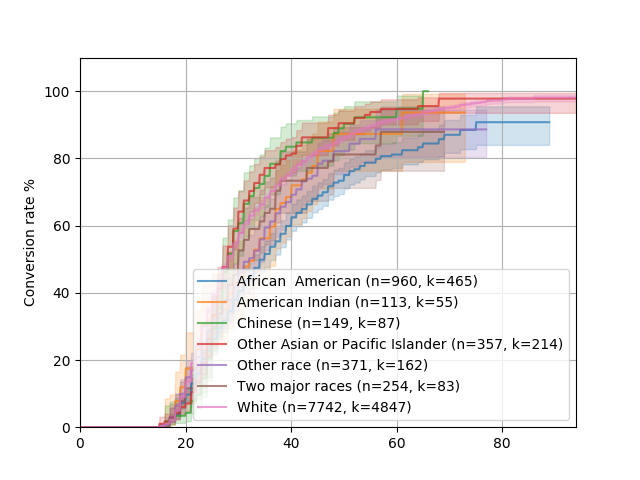 100
80
60
40
20
0
Conversion rate %
African  American (n=960, k=465)
American Indian (n=113, k=55)
Chinese (n=149, k=87)
Other Asian or Pacific Islander (n=357, k=214)
Other race (n=371, k=162)
Two major races (n=254, k=83)
White (n=7742, k=4847)
0 20 40 60 80